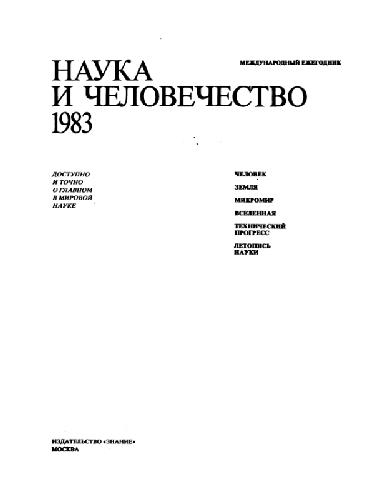 МЕЖДУНАРОДНЫЙ ЕЖЕГОДНИК
НАУКА
И ЧЕЛОВЕЧЕСТВО
1983
ДОСТУПНО
И ТОЧНО
О ГЛАВНОМ
В МИРОВОЙ
НАУКЕ
ЧЕЛОВЕК
ЗЕМЛЯ
МИКРОМИР
ВСЕЛЕННАЯ
ТЕХНИЧЕСКИЙ
ПРОГРЕСС
ЛЕТОПИСЬ
НАУКИ
ИЗДАТЕЛЬСТВО «ЗНАНИЕ»
МОСКВА